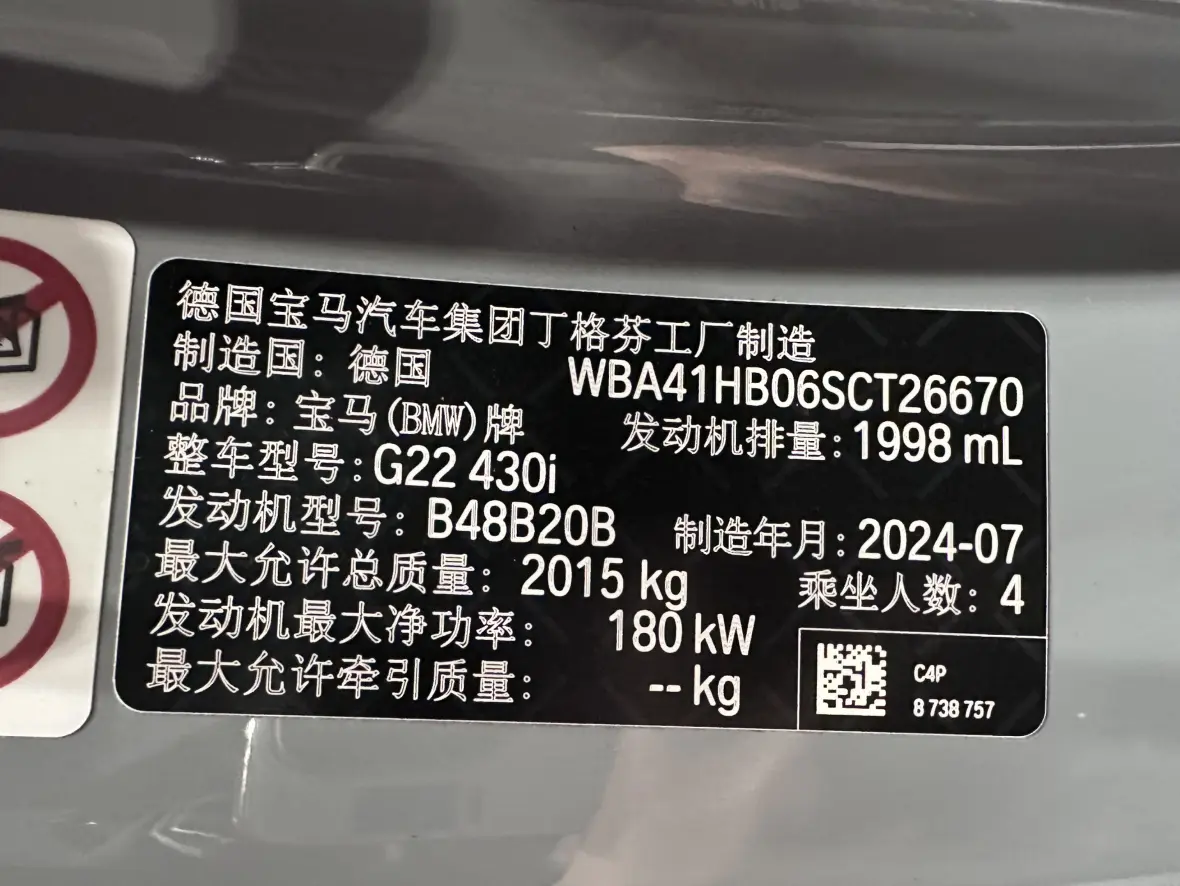 德国宝马汽车集团丁格芬工厂制造
制造国：德国 WBA41HB06SCT26670
品牌：宝马(BMW)牌 发动机排量：1998 mL
整车型号：G22 430i
发动机型号：B48B20B 制造年月：2024-07
最大允许总质量：2015 kg 乘坐人数：4
发动机最大净功率：180 kW
最大允许牵引质量：-- kg
C4P
8 738 757